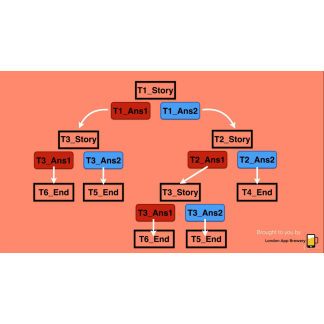 T1_Story
T1_Ans1 T1_Ans2
T3_Story T2_Story
T3_Ans1 T3_Ans2 T2_Ans1 T2_Ans2
T6_End T5_End T3_Story T4_End
T3_Ans1 T3_Ans2
T6_End T5_End
Brought to you by
London App Brewery